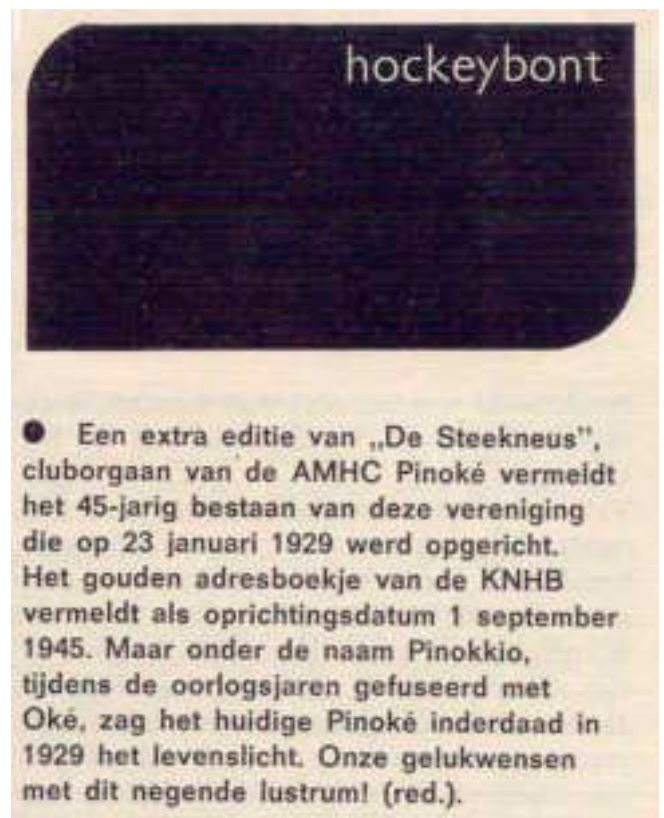 hockeybont
● Een extra editie van „De Steekneus”,
cluborgaan van de AMHC Pinoké vermeldt
het 45-jarig bestaan van deze vereniging
die op 23 januari 1929 werd opgericht.
Het gouden adresboekje van de KNHB
vermeldt als oprichtingsdatum 1 september
1945. Maar onder de naam Pinokkio,
tijdens de oorlogsjaren gefuseerd met
Oké, zag het huidige Pinoké inderdaad in
1929 het levenslicht. Onze gelukwensen
met dit negende lustrum! (red.).